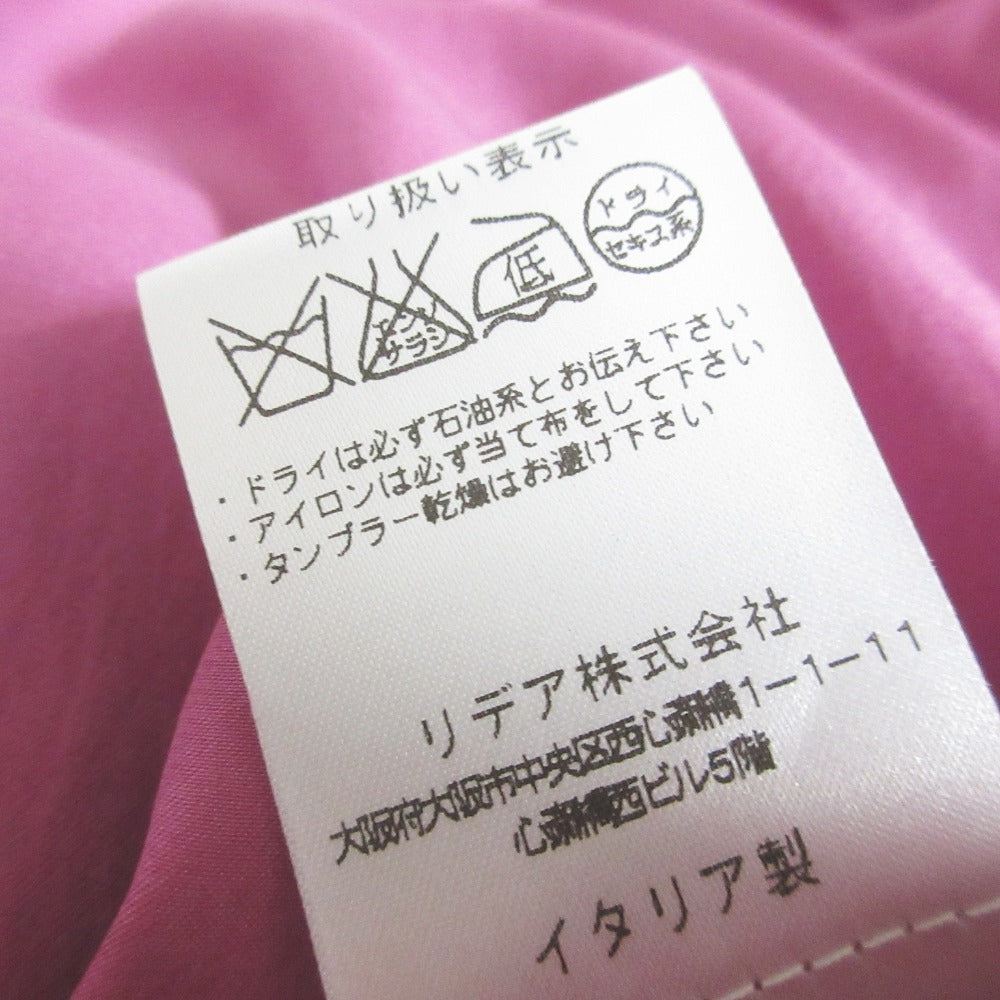 取り扱い表示
エンソ
サラシ
低
ドライ
セキユ系
・ドライは必ず石油系とお伝え下さい
・アイロンは必ず当て布をして下さい
・タンブラー乾燥はお避け下さい
リデア株式会社
大阪府大阪市中央区西心斎橋1ー1ー11
心斎橋西ビル5階
イタリア製